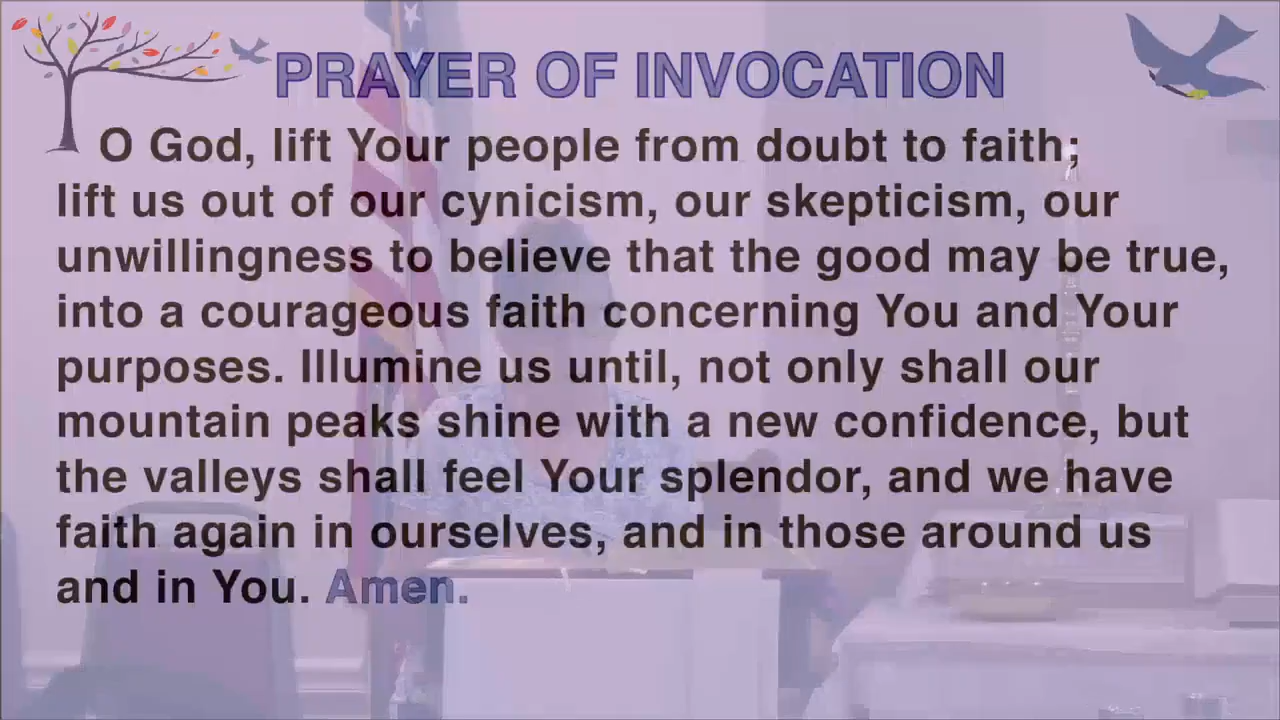 PRAYER OF INVOCATION
O God, lift Your people from doubt to faith;
lift us out of our cynicism, our skepticism, our
unwillingness to believe that the good may be true,
into a courageous faith concerning You and Your
purposes. Illumine us until, not only shall our
mountain peaks shine with a new confidence, but
the valleys shall feel Your splendor, and we have
faith again in ourselves, and in those around us
and in You. Amen.